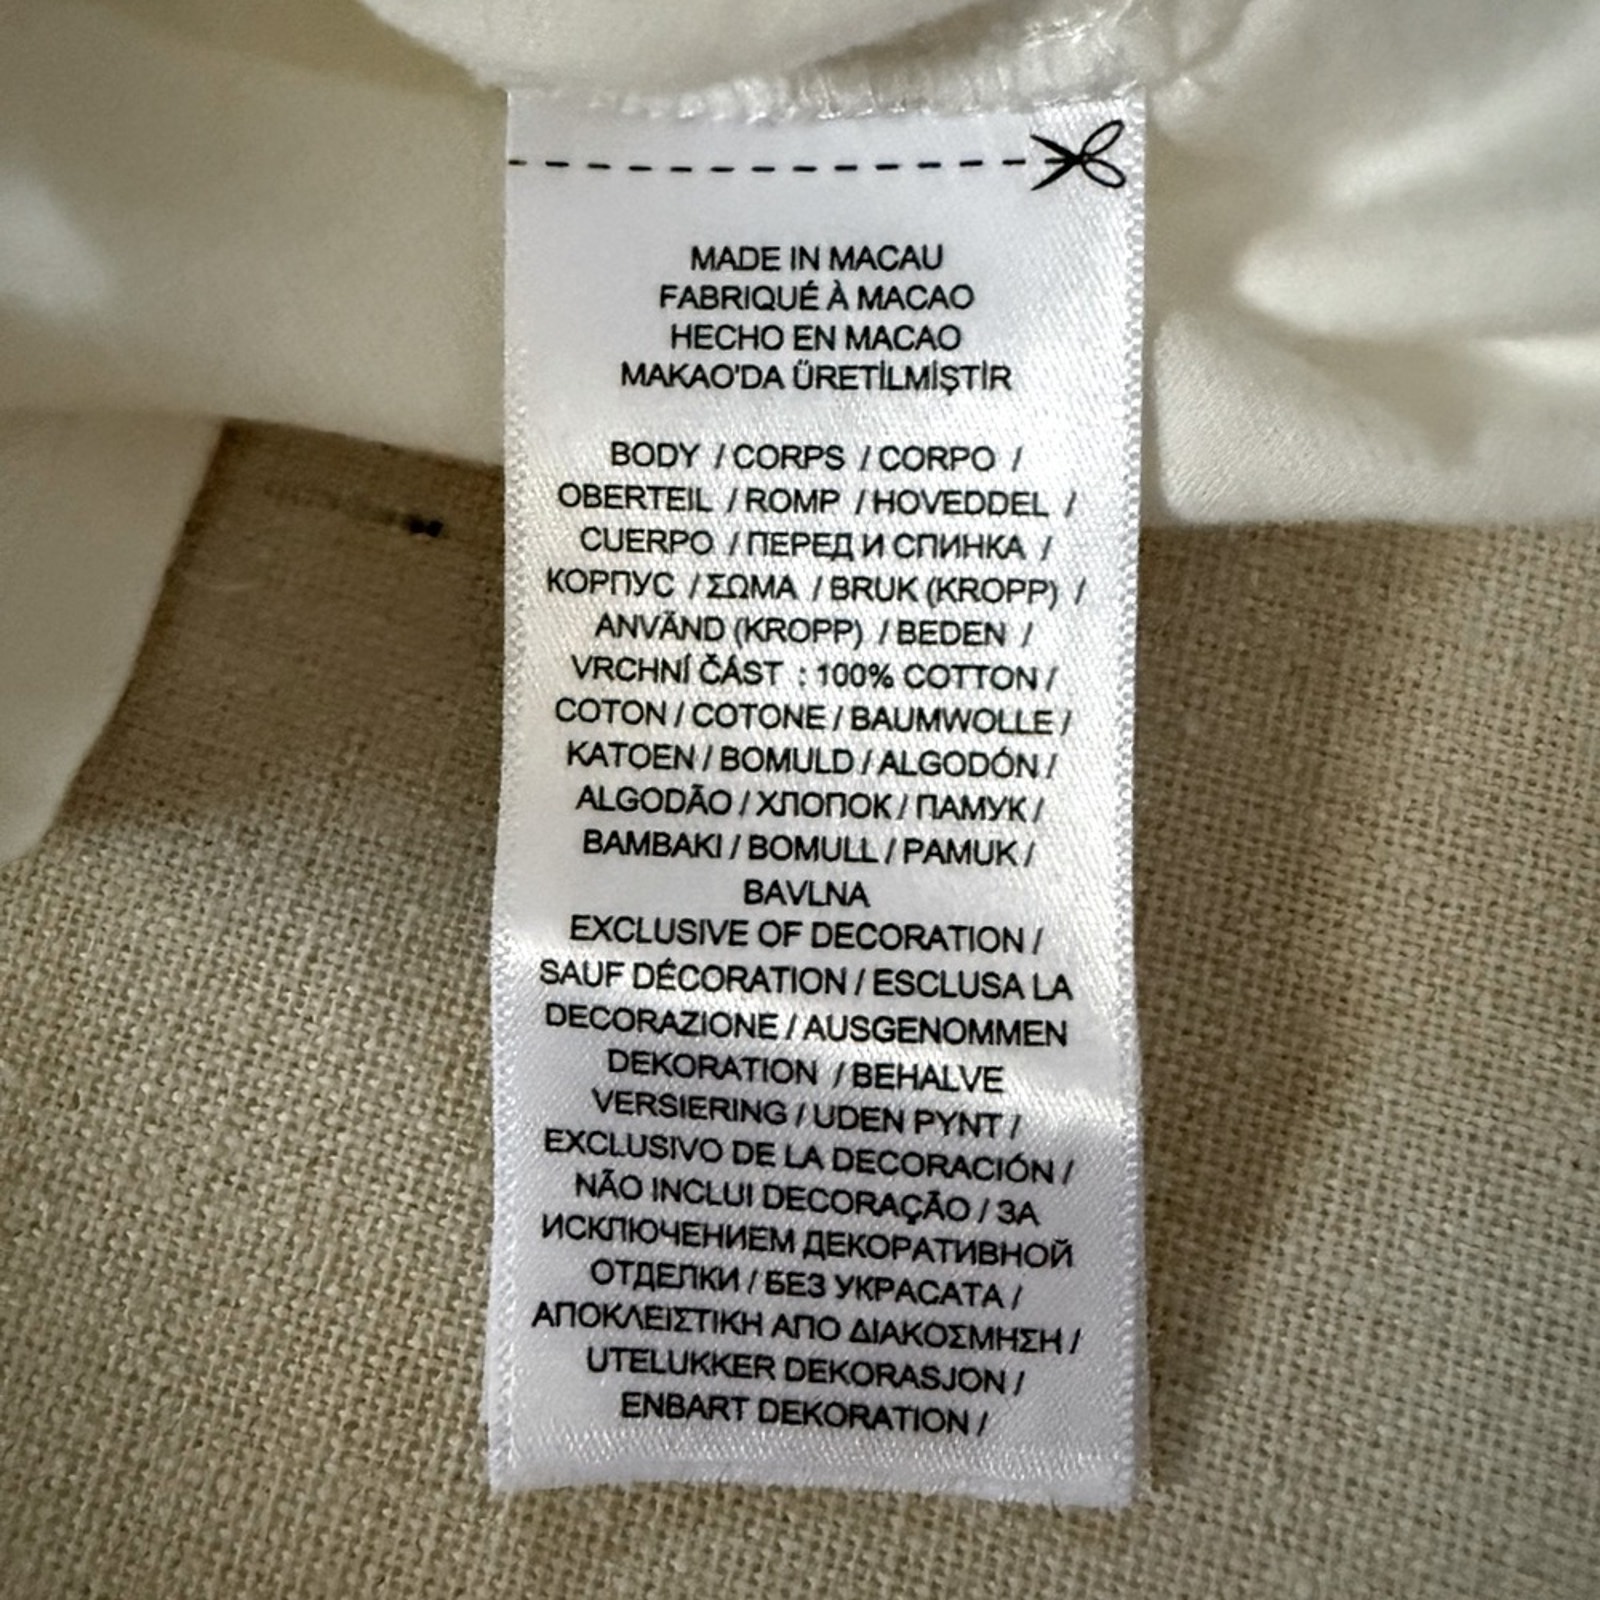 MADE IN MACAU
FABRIQUÉ À MACAO
HECHO EN MACAO
MAKAO'DA ÜRETİLMİŞTİR
BODY / CORPS / CORPO /
OBERTEIL / ROMP / HOVEDDEL /
CUERPO / ПЕРЕД И СПИНКА /
КОРПУС / ΣΩΜΑ / BRUK (KROPP) /
ANVÄND (KROPP) / BEDEN /
VRCHNÍ ČÁST : 100% COTTON /
COTON / COTONE / BAUMWOLLE /
KATOEN / BOMULD / ALGODÓN /
ALGODÃO / ХЛОПОК / ПАМУК /
BAMBAKI / BOMULL / PAMUK /
BAVLNA
EXCLUSIVE OF DECORATION /
SAUF DÉCORATION / ESCLUSA LA
DECORAZIONE / AUSGENOMMEN
DEKORATION / BEHALVE
VERSIERING / UDEN PYNT /
EXCLUSIVO DE LA DECORACIÓN /
NÃO INCLUI DECORAÇÃO / ЗА
ИСКЛЮЧЕНИЕМ ДЕКОРАТИВНОЙ
ОТДЕЛКИ / БЕЗ УКРАСАТА /
ΑΠΟΚΛΕΙΣΤΙΚΗ ΑΠΟ ΔΙΑΚΟΣΜΗΣΗ /
UTELUKKER DEKORASJON /
ENBART DEKORATION /